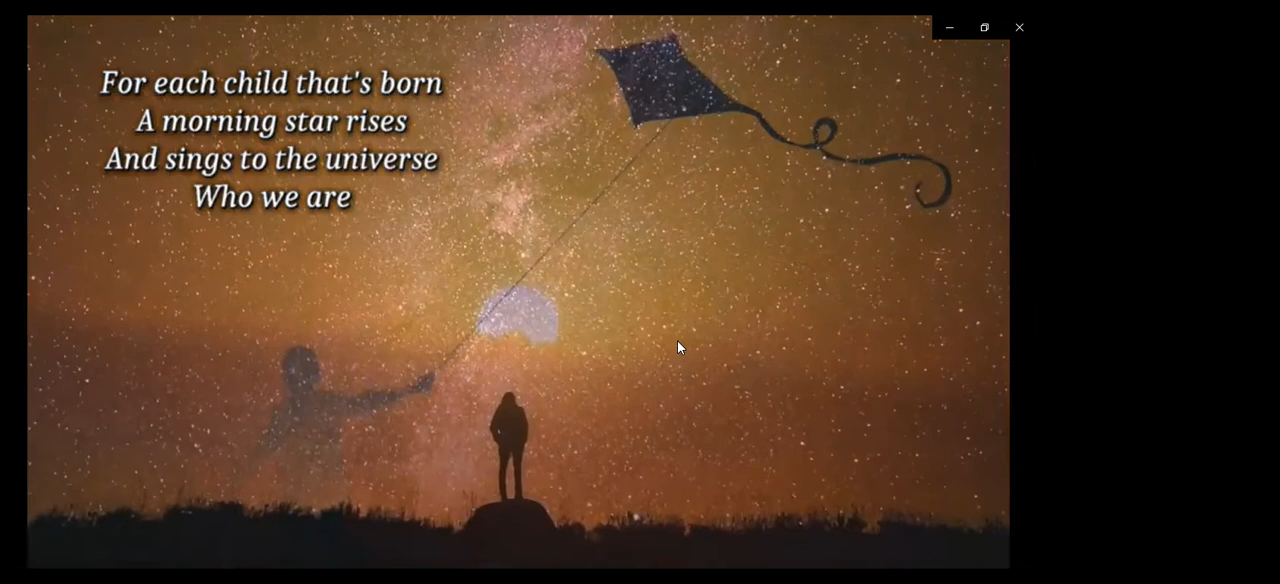 For each child that's born
A morning star rises
And sings to the universe
Who we are